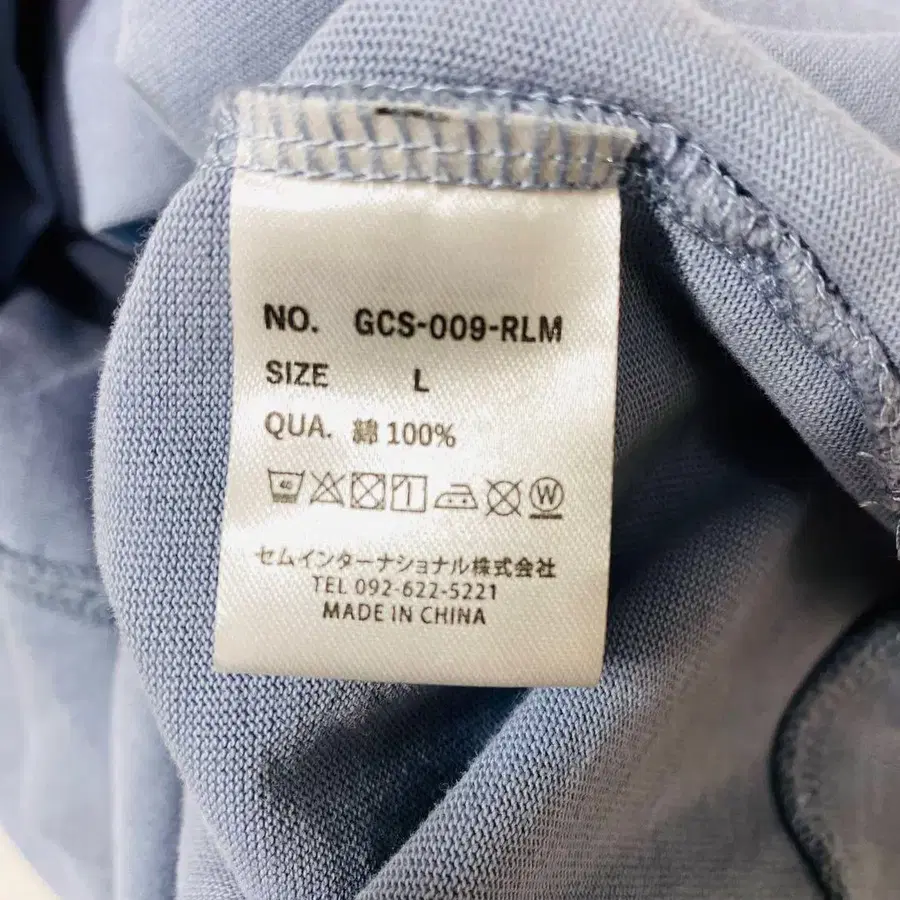 NO. GCS-009-RLM
SIZE L
QUA. 綿 100%
40 W
セムインターナショナル株式会社
TEL 092-622-5221
MADE IN CHINA